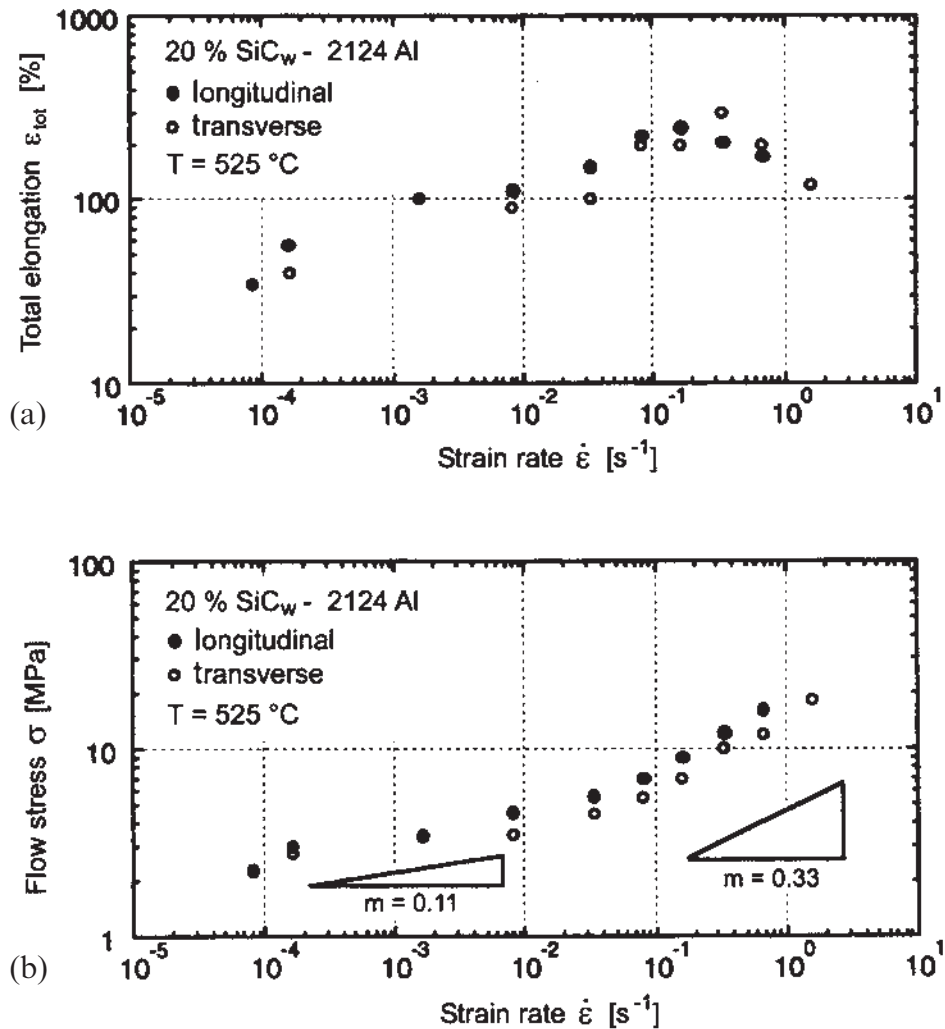 1000
20 % SiCw - 2124 Al
longitudinal
transverse
T = 525 °C
100
10
Total elongation εtot [%]
10⁻⁵ 10⁻⁴ 10⁻³ 10⁻² 10⁻¹ 10⁰ 10¹
(a)
Strain rate ε̇ [s⁻¹]
100
20 % SiCw - 2124 Al
longitudinal
transverse
T = 525 °C
10
1
Flow stress σ [MPa]
m = 0.11
m = 0.33
10⁻⁵ 10⁻⁴ 10⁻³ 10⁻² 10⁻¹ 10⁰ 10¹
(b)
Strain rate ε̇ [s⁻¹]